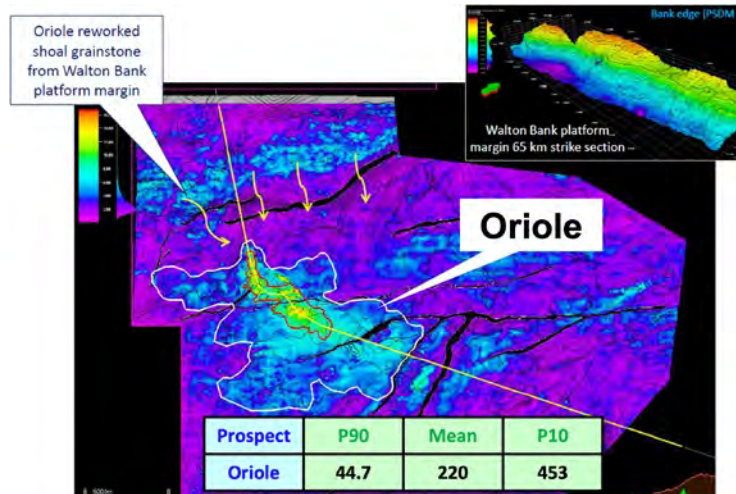 Oriole reworked
shoal grainstone
from Walton Bank
platform margin
Bank edge [PSDM
Walton Bank platform
margin 65 km strike section
Oriole
Prospect P90 Mean P10
Oriole 44.7 220 453